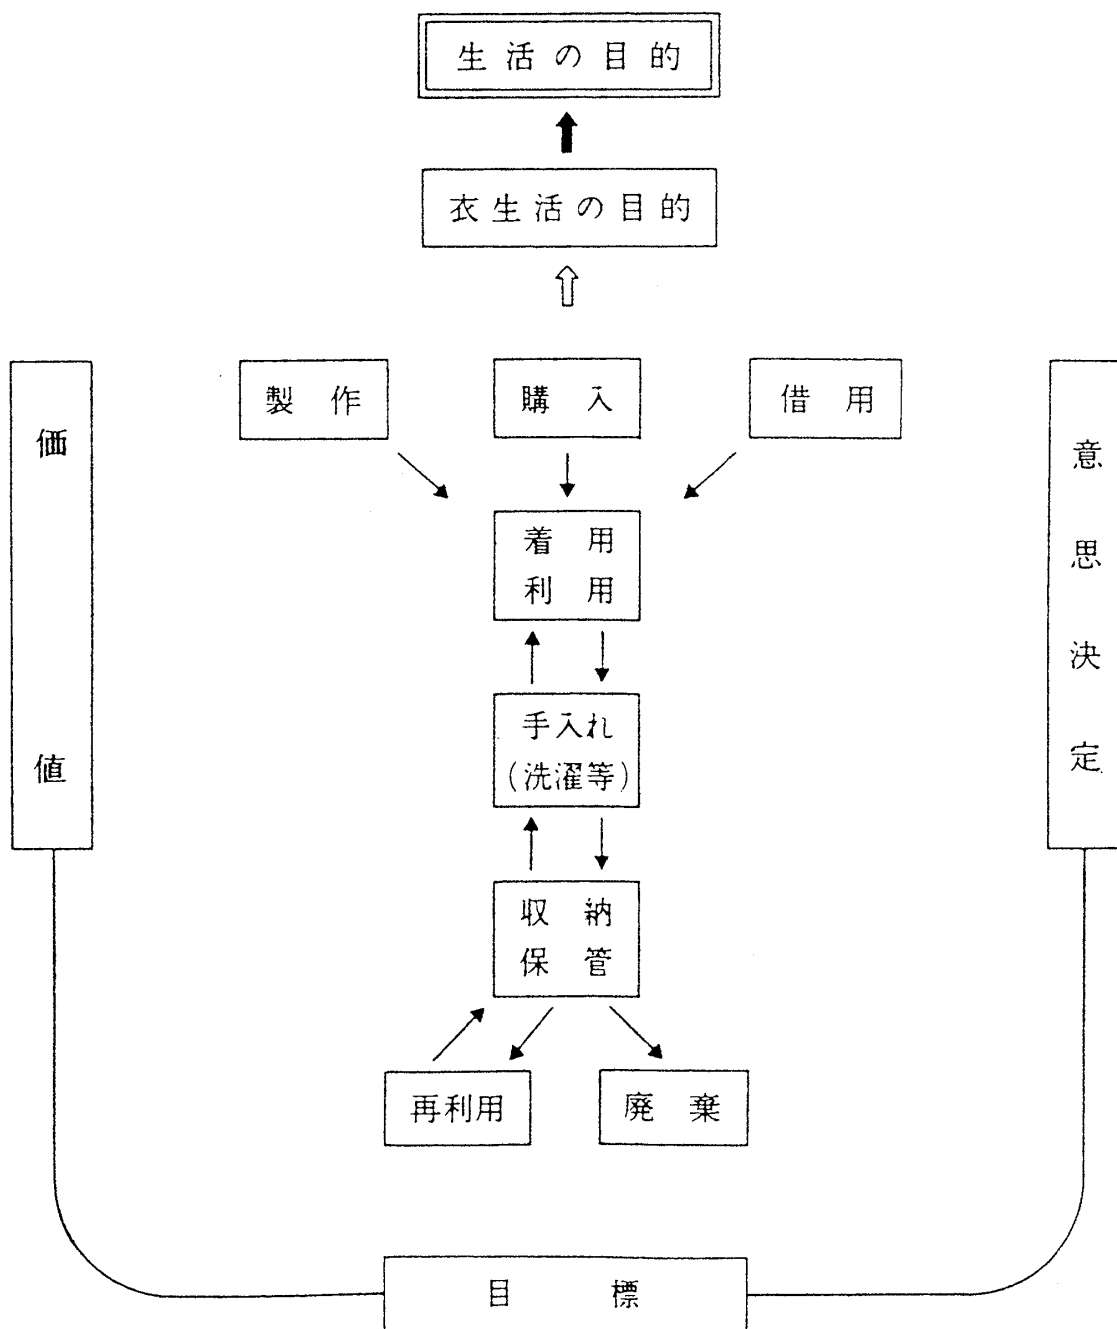 生活の目的
衣生活の目的
製作
購入
借用
価値
意思決定
着用
利用
手入れ
(洗濯等)
収納
保管
再利用
廃棄
目標